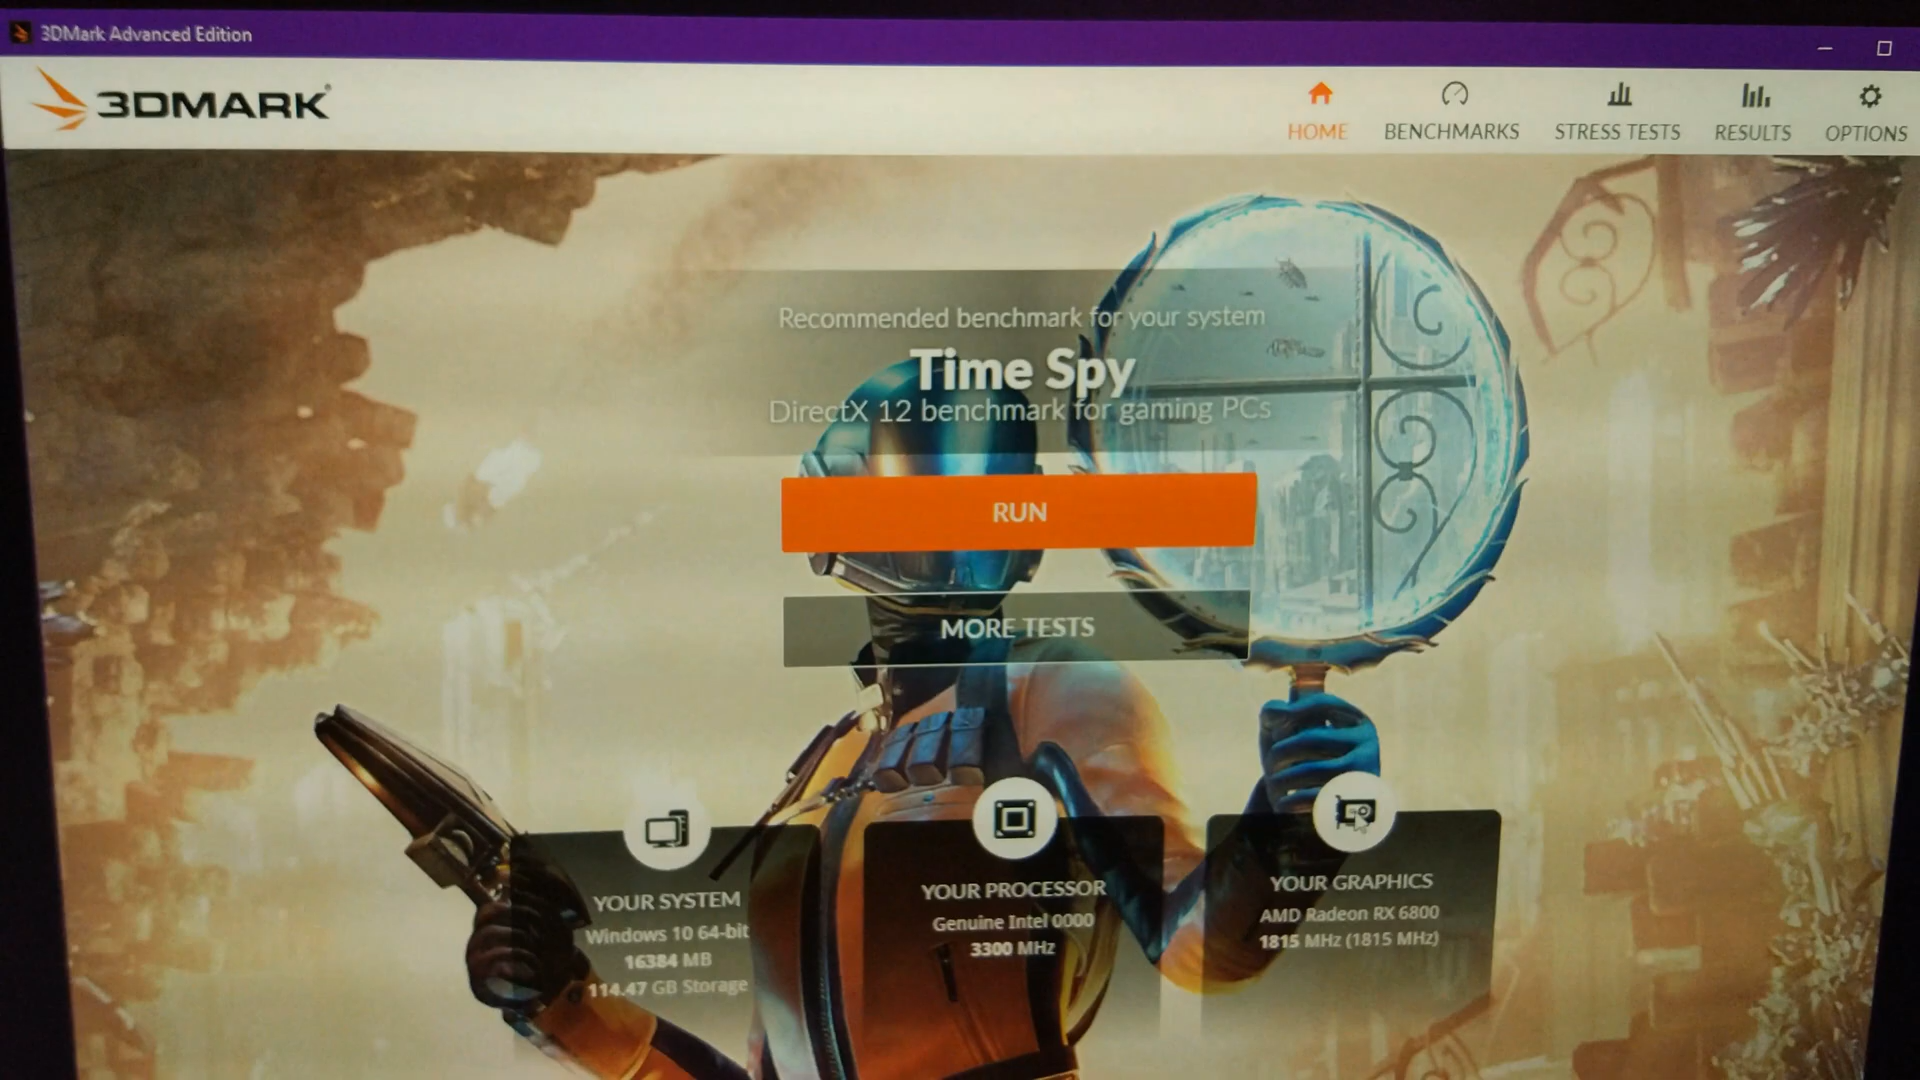 3DMark Advanced Edition
3DMARK
HOME
BENCHMARKS
STRESS TESTS
RESULTS
OPTIONS
Recommended benchmark for your system
Time Spy
DirectX 12 benchmark for gaming PCs
RUN
MORE TESTS
YOUR SYSTEM
Windows 10 64-bit
16384 MB
114.47 GB Storage
YOUR PROCESSOR
Genuine Intel 0000
3300 MHz
YOUR GRAPHICS
AMD Radeon RX 6800
1815 MHz (1815 MHz)